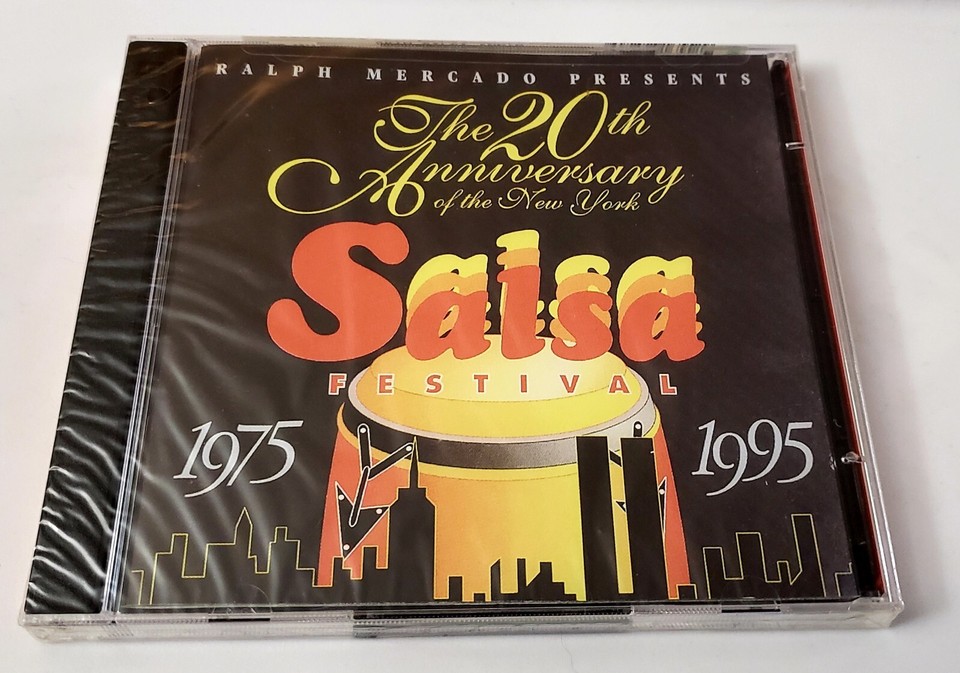 RALPH MERCADO PRESENTS
The 20th
Anniversary
of the New York
Salsa
FESTIVAL
1975
1995